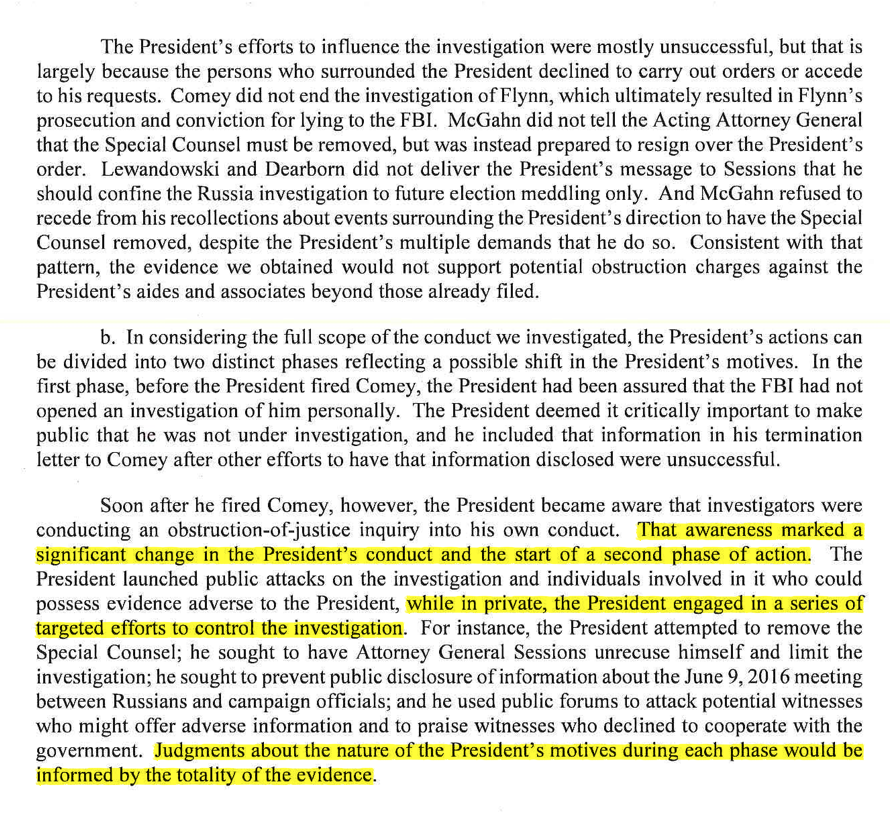 The President's efforts to influence the investigation were mostly unsuccessful, but that is
largely because the persons who surrounded the President declined to carry out orders or accede
to his requests. Comey did not end the investigation of Flynn, which ultimately resulted in Flynn's
prosecution and conviction for lying to the FBI. McGahn did not tell the Acting Attorney General
that the Special Counsel must be removed, but was instead prepared to resign over the President's
order. Lewandowski and Dearborn did not deliver the President's message to Sessions that he
should confine the Russia investigation to future election meddling only. And McGahn refused to
recede from his recollections about events surrounding the President's direction to have the Special
Counsel removed, despite the President's multiple demands that he do so. Consistent with that
pattern, the evidence we obtained would not support potential obstruction charges against the
President's aides and associates beyond those already filed.
b. In considering the full scope of the conduct we investigated, the President's actions can
be divided into two distinct phases reflecting a possible shift in the President's motives. In the
first phase, before the President fired Comey, the President had been assured that the FBI had not
opened an investigation of him personally. The President deemed it critically important to make
public that he was not under investigation, and he included that information in his termination
letter to Comey after other efforts to have that information disclosed were unsuccessful.
Soon after he fired Comey, however, the President became aware that investigators were
conducting an obstruction-of-justice inquiry into his own conduct. That awareness marked a
significant change in the President's conduct and the start of a second phase of action. The
President launched public attacks on the investigation and individuals involved in it who could
possess evidence adverse to the President, while in private, the President engaged in a series of
targeted efforts to control the investigation. For instance, the President attempted to remove the
Special Counsel; he sought to have Attorney General Sessions unrecuse himself and limit the
investigation; he sought to prevent public disclosure of information about the June 9, 2016 meeting
between Russians and campaign officials; and he used public forums to attack potential witnesses
who might offer adverse information and to praise witnesses who declined to cooperate with the
government. Judgments about the nature of the President's motives during each phase would be
informed by the totality of the evidence.